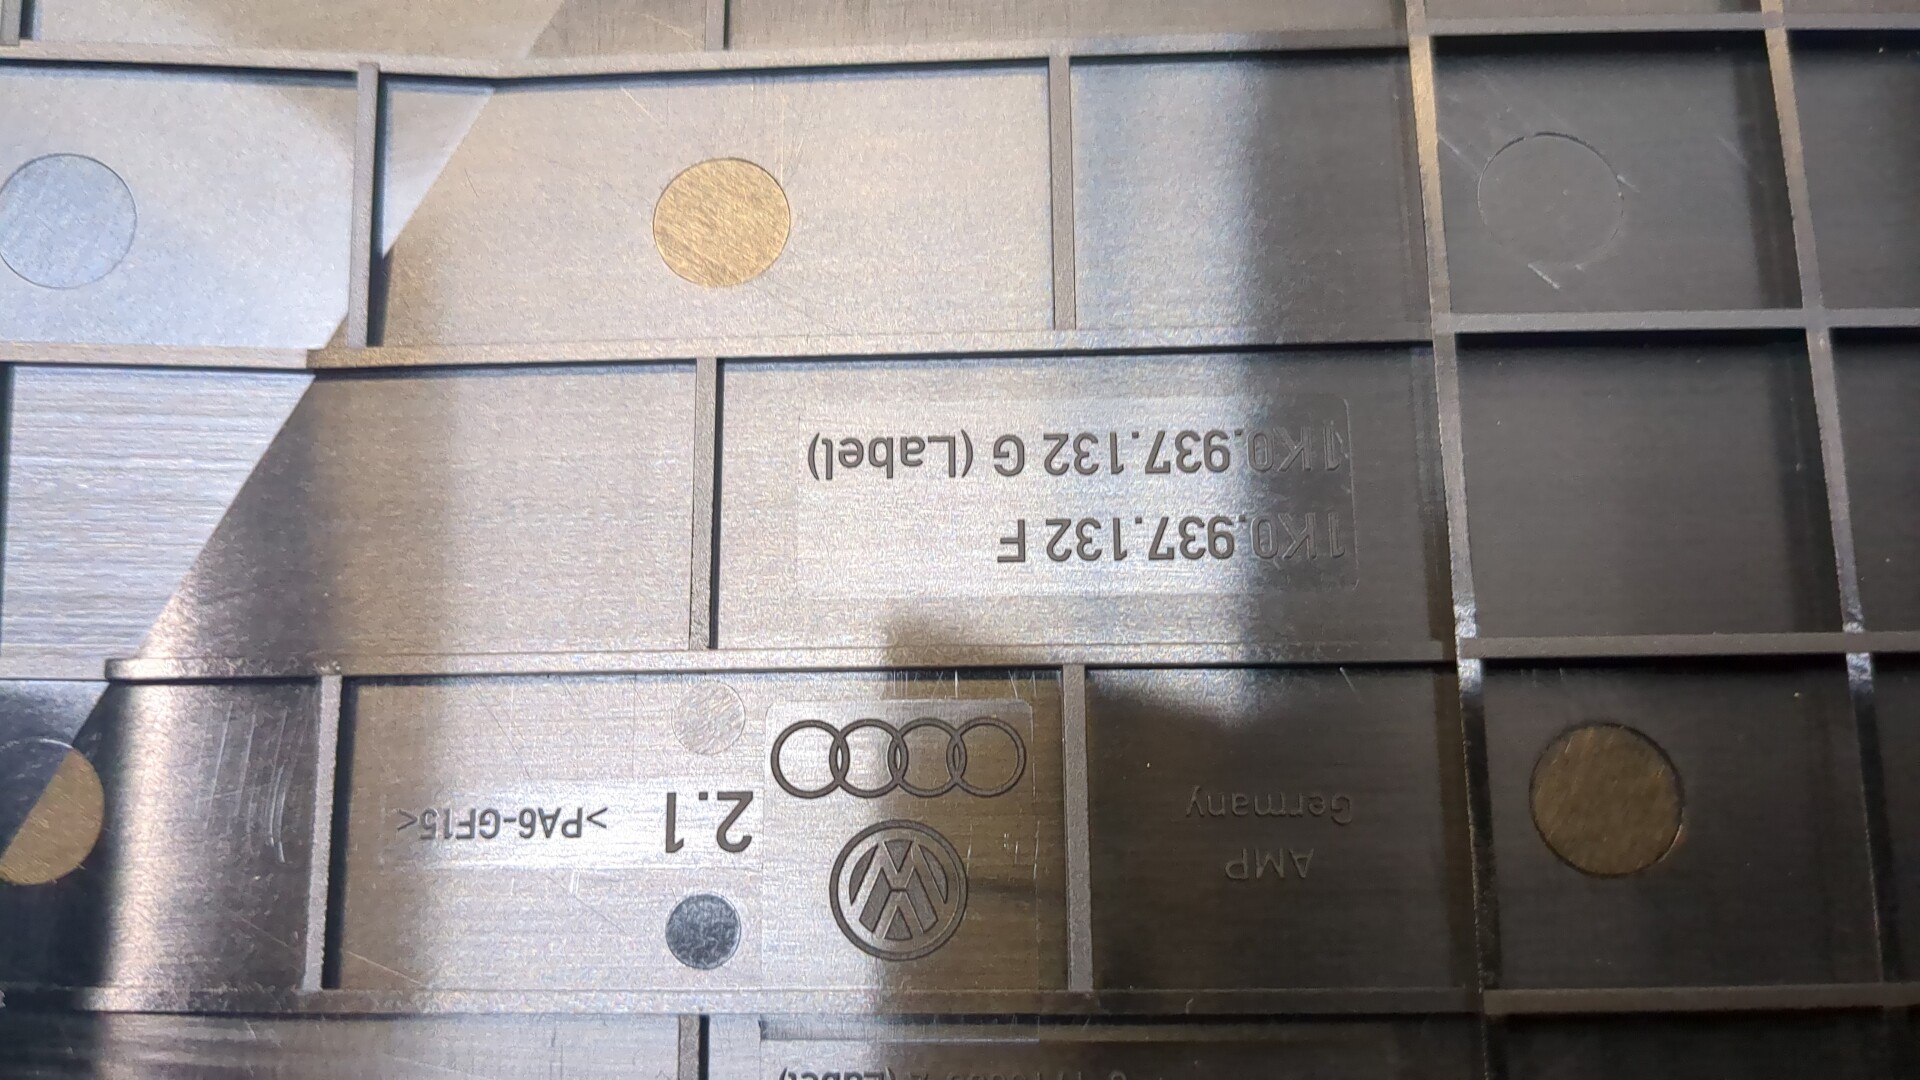 AMP
Germany
2.1
>PA6-GF15<
1K0.937.132 F
1K0.937.132 G (Label)